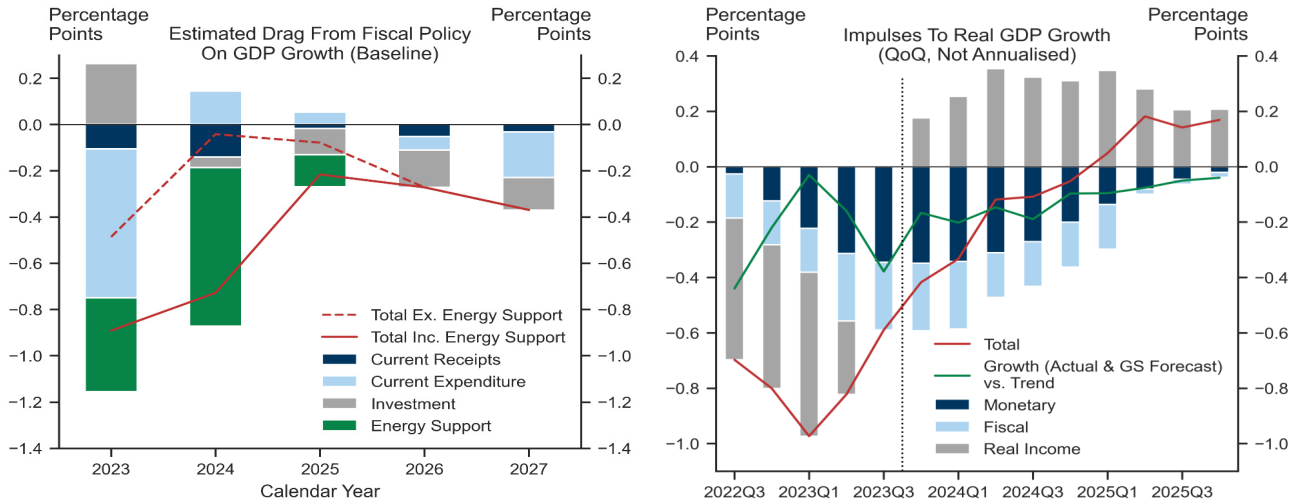 Percentage
Points
Estimated Drag From Fiscal Policy
On GDP Growth (Baseline)
Percentage
Points
0.2
0.0
−0.2
−0.4
−0.6
−0.8
−1.0
−1.2
−1.4
0.2
0.0
−0.2
−0.4
−0.6
−0.8
−1.0
−1.2
−1.4
Total Ex. Energy Support
Total Inc. Energy Support
Current Receipts
Current Expenditure
Investment
Energy Support
2023
2024
2025
2026
2027
Calendar Year
Percentage
Points
Impulses To Real GDP Growth
(QoQ, Not Annualised)
Percentage
Points
0.4
0.2
0.0
−0.2
−0.4
−0.6
−0.8
−1.0
0.4
0.2
0.0
−0.2
−0.4
−0.6
−0.8
−1.0
Total
Growth (Actual & GS Forecast)
vs. Trend
Monetary
Fiscal
Real Income
2022Q3
2023Q1
2023Q3
2024Q1
2024Q3
2025Q1
2025Q3